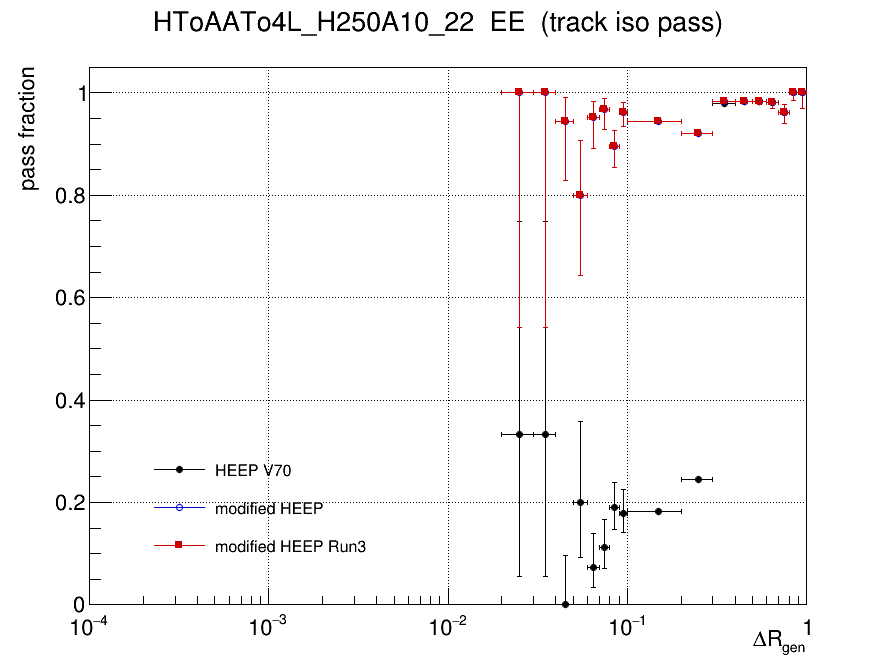 HToAATo4L_H250A10_22 EE (track iso pass)
pass fraction
1
0.8
0.6
0.4
0.2
0
HEEP V70
modified HEEP
modified HEEP Run3
10⁻⁴ 10⁻³ 10⁻² 10⁻¹ 1
ΔR_gen